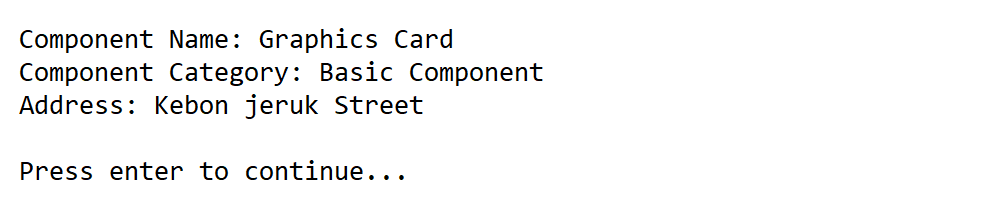 Component Name: Graphics Card
Component Category: Basic Component
Address: Kebon jeruk Street
Press enter to continue...